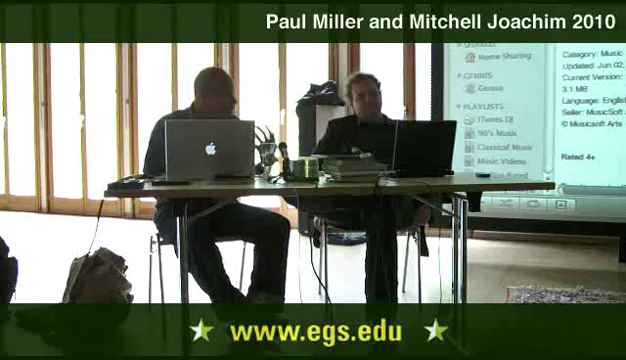 Paul Miller and Mitchell Joachim 2010
Home Sharing
GENIUS
Genius
PLAYLISTS
iTunes DJ
90's Music
Classical Music
Music Videos
Category: Music
Updated: Jun 02,
Current Version:
3.1 MB
Language: English
Seller: MusicSoft A
© Musicsoft Arts
Rated 4+
www.egs.edu